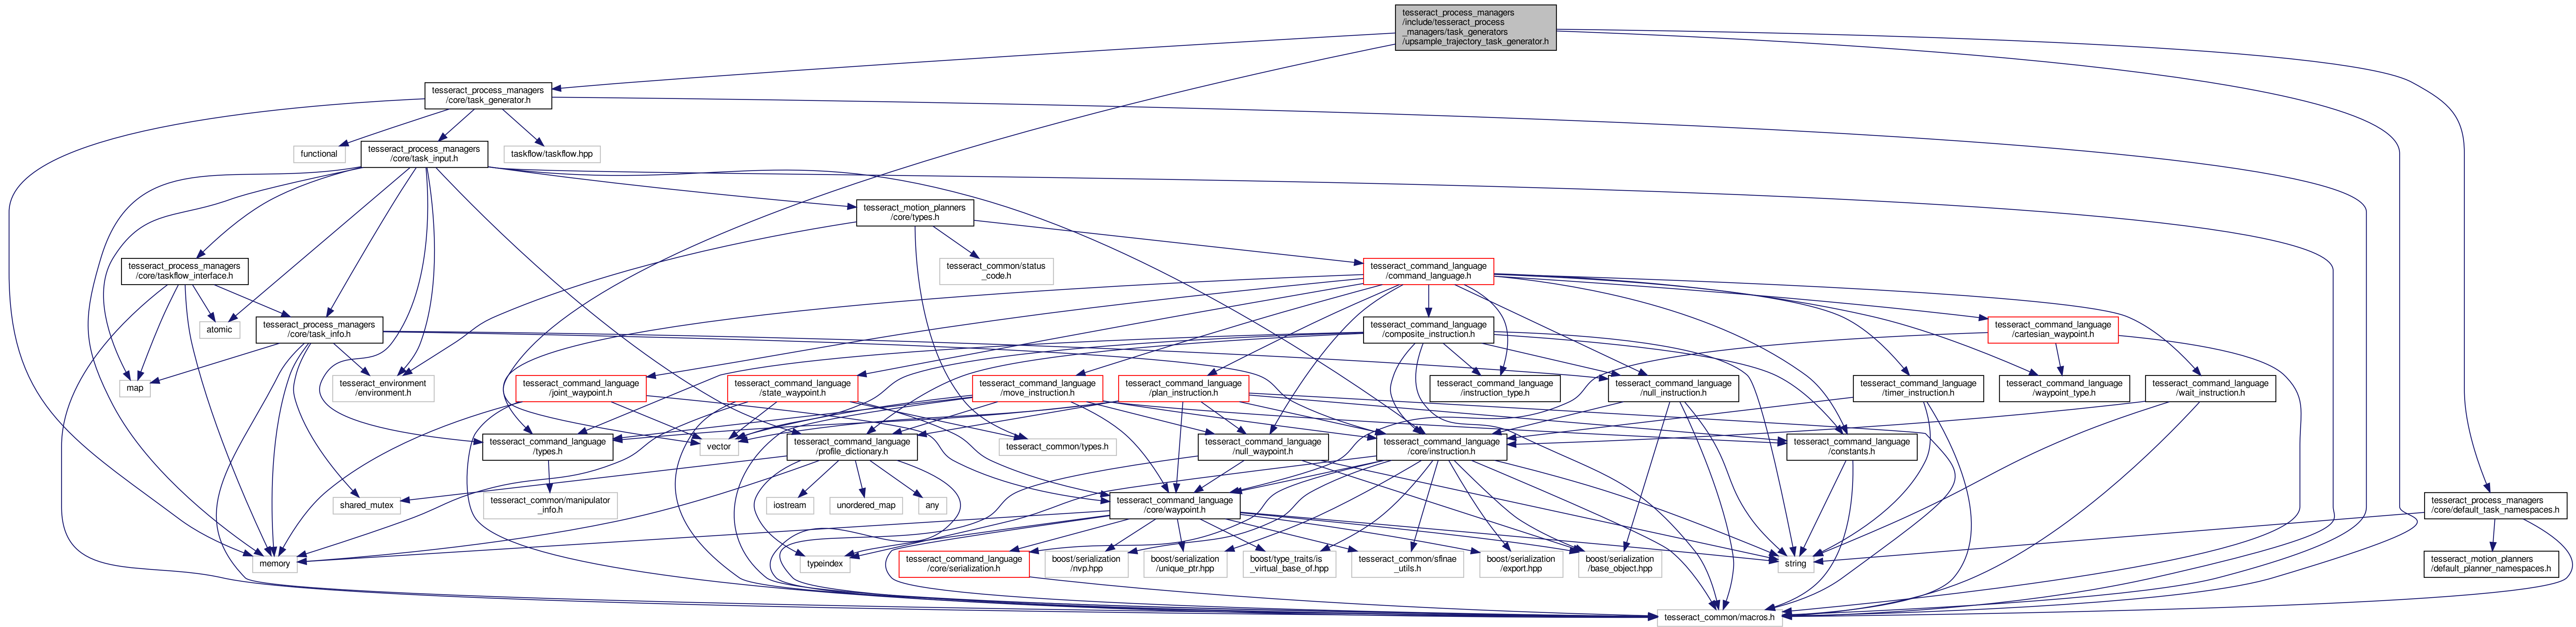 tesseract_process_managers
/include/tesseract_process
_managers/task_generators
/upsample_trajectory_task_generator.h
tesseract_process_managers
/core/task_generator.h
functional
tesseract_process_managers
/core/task_input.h
taskflow/taskflow.hpp
tesseract_motion_planners
/core/types.h
tesseract_process_managers
/core/taskflow_interface.h
tesseract_common/status
_code.h
tesseract_command_language
/command_language.h
atomic
tesseract_process_managers
/core/task_info.h
tesseract_command_language
/composite_instruction.h
tesseract_command_language
/cartesian_waypoint.h
map
tesseract_environment
/environment.h
tesseract_command_language
/joint_waypoint.h
tesseract_command_language
/state_waypoint.h
tesseract_command_language
/move_instruction.h
tesseract_command_language
/plan_instruction.h
tesseract_command_language
/instruction_type.h
tesseract_command_language
/null_instruction.h
tesseract_command_language
/timer_instruction.h
tesseract_command_language
/waypoint_type.h
tesseract_command_language
/wait_instruction.h
tesseract_command_language
/types.h
vector
tesseract_command_language
/profile_dictionary.h
tesseract_common/types.h
tesseract_command_language
/null_waypoint.h
tesseract_command_language
/core/instruction.h
tesseract_command_language
/constants.h
shared_mutex
tesseract_common/manipulator
_info.h
iostream
unordered_map
any
tesseract_command_language
/core/waypoint.h
tesseract_process_managers
/core/default_task_namespaces.h
memory
typeindex
tesseract_command_language
/core/serialization.h
boost/serialization
/nvp.hpp
boost/serialization
/unique_ptr.hpp
boost/type_traits/is
_virtual_base_of.hpp
tesseract_common/sfinae
_utils.h
boost/serialization
/export.hpp
boost/serialization
/base_object.hpp
string
tesseract_motion_planners
/default_planner_namespaces.h
tesseract_common/macros.h